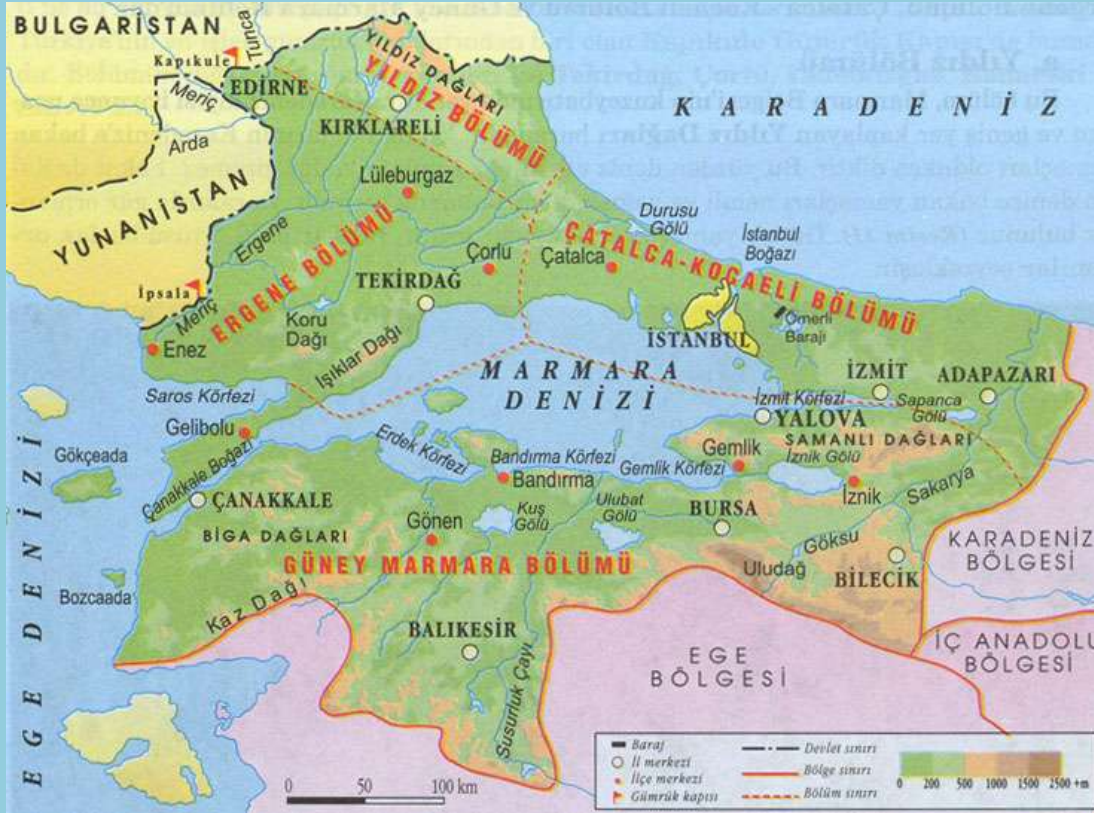 BULGARİSTAN
Tunca
Kapıkule
Meriç
EDİRNE
Arda
YUNANİSTAN
YILDIZ DAĞLARI
YILDIZ BÖLÜMÜ
KIRKLARELİ
KARADENİZ
Lüleburgaz
Ergene
ERGENE BÖLÜMÜ
Çorlu
TEKİRDAĞ
Durusu
Gölü
Çatalca
ÇATALCA-KOCAELİ BÖLÜMÜ
İstanbul
Boğazı
İpsala
Meriç
Enez
Koru
Dağı
Işıklar Dağı
İSTANBUL
Ömerli
Barajı
MARMARA
DENİZİ
İZMİT
ADAPAZARI
Saros Körfezi
İzmit Körfezi
Sapanca
Gölü
YALOVA
Gelibolu
SAMANLI DAĞLARI
Erdek Körfezi
Gemlik
İznik Gölü
Bandırma Körfezi
Gemlik Körfezi
Gökçeada
Çanakkale Boğazı
Bandırma
İznik
Sakarya
ÇANAKKALE
Kuş
Gölü
Ulubat
Gölü
BURSA
Gönen
BİGA DAĞLARI
Göksu
KARADENİZ
BÖLGESİ
GÜNEY MARMARA BÖLÜMÜ
Uludağ
BİLECİK
Bozcaada
Kaz Dağı
BALIKESİR
EGE
BÖLGESİ
İÇ ANADOLU
BÖLGESİ
EGE DENİZİ
Susurluk Çayı
0 50 100 km
Baraj
İl merkezi
İlçe merkezi
Gümrük kapısı
Devlet sınırı
Bölge sınırı
Bölüm sınırı
0 200 500 1000 1500 2500 +m